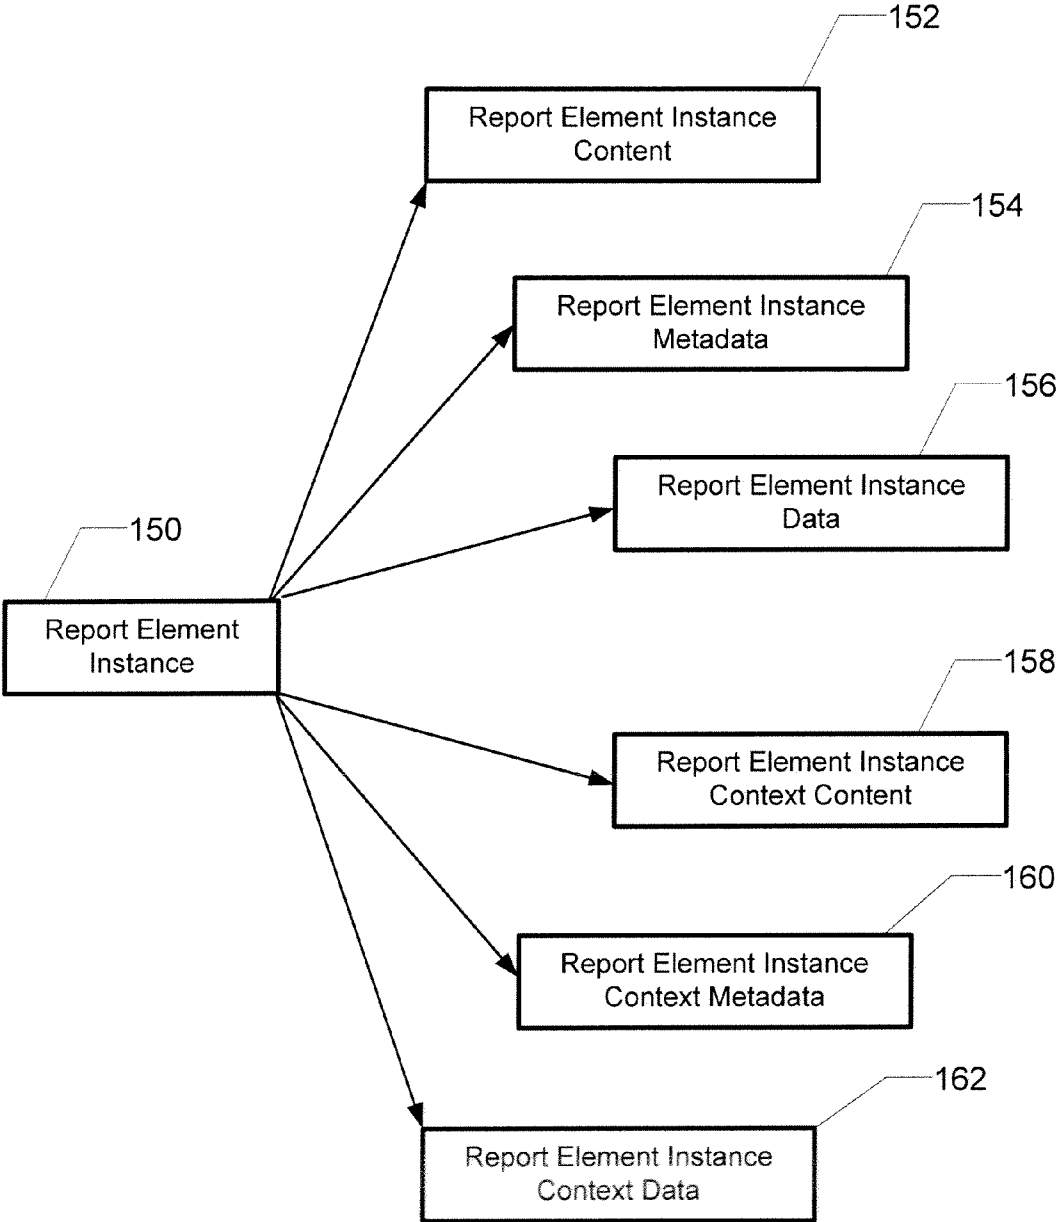 152
Report Element Instance
Content
154
Report Element Instance
Metadata
156
Report Element Instance
Data
150
Report Element
Instance
158
Report Element Instance
Context Content
160
Report Element Instance
Context Metadata
162
Report Element Instance
Context Data